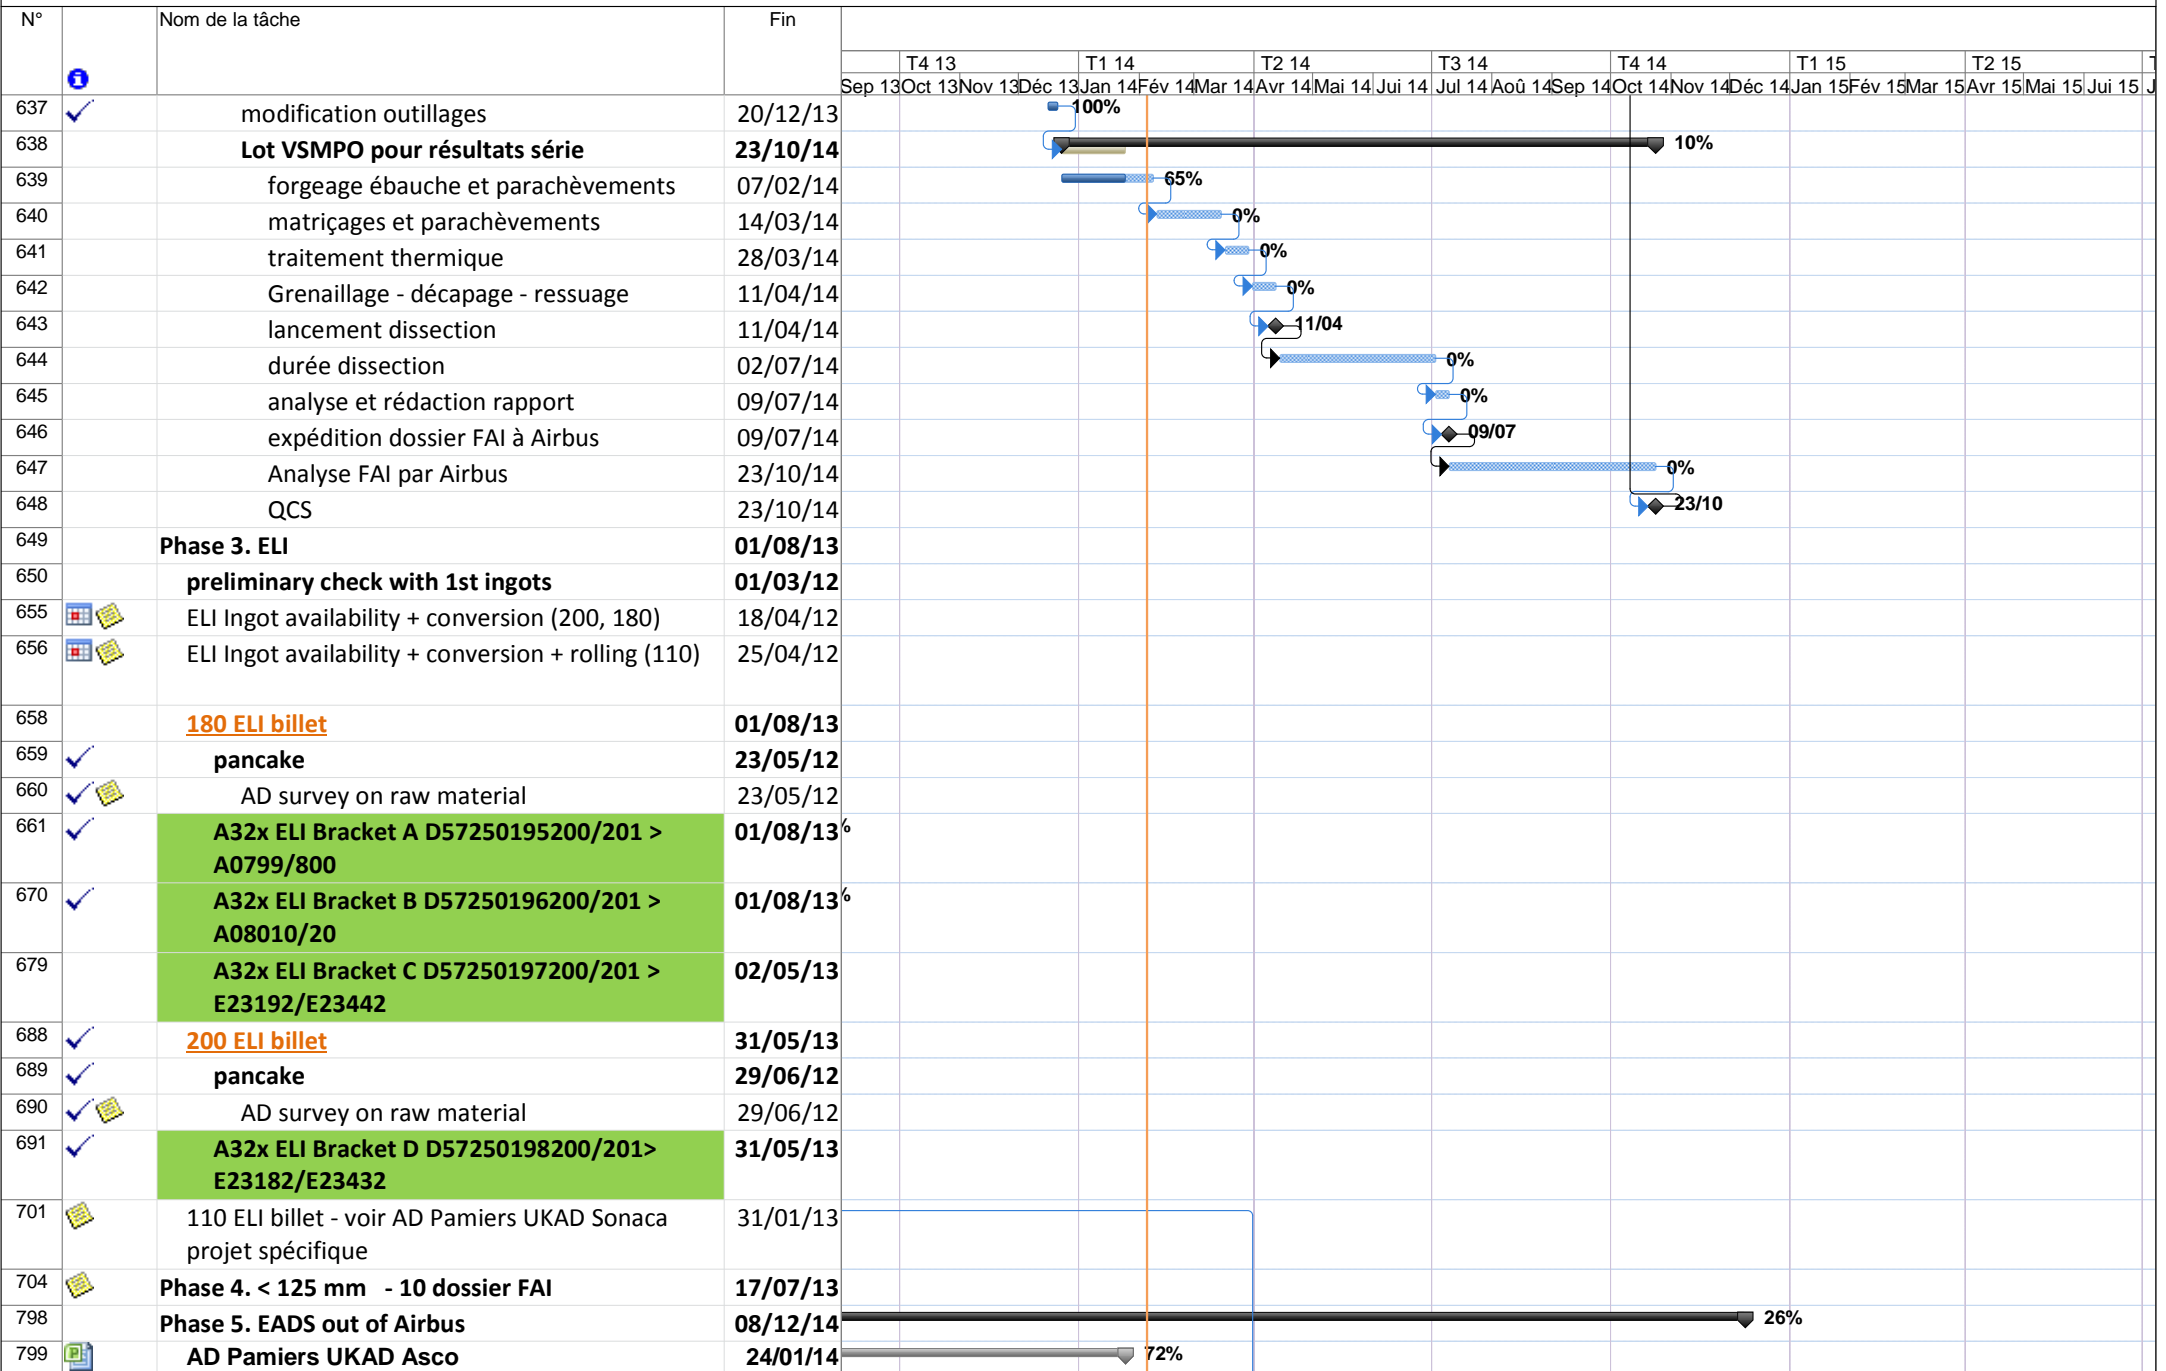 N° Nom de la tâche Fin
T4 13 T1 14 T2 14 T3 14 T4 14 T1 15 T2 15
Sep 13 Oct 13 Nov 13 Déc 13 Jan 14 Fév 14 Mar 14 Avr 14 Mai 14 Jui 14 Jul 14 Aoû 14 Sep 14 Oct 14 Nov 14 Déc 14 Jan 15 Fév 15 Mar 15 Avr 15 Mai 15 Jui 15
637 modification outillages 20/12/13 100%
638 Lot VSMPO pour résultats série 23/10/14 10%
639 forgeage ébauche et parachèvements 07/02/14 65%
640 matriçages et parachèvements 14/03/14 0%
641 traitement thermique 28/03/14 0%
642 Grenaillage - décapage - ressuage 11/04/14 0%
643 lancement dissection 11/04/14 11/04
644 durée dissection 02/07/14 0%
645 analyse et rédaction rapport 09/07/14 0%
646 expédition dossier FAI à Airbus 09/07/14 09/07
647 Analyse FAI par Airbus 23/10/14 0%
648 QCS 23/10/14 23/10
649 Phase 3. ELI 01/08/13
650 preliminary check with 1st ingots 01/03/12
655 ELI Ingot availability + conversion (200, 180) 18/04/12
656 ELI Ingot availability + conversion + rolling (110) 25/04/12
658 180 ELI billet 01/08/13
659 pancake 23/05/12
660 AD survey on raw material 23/05/12
661 A32x ELI Bracket A D57250195200/201 > 01/08/13 %
A0799/800
670 A32x ELI Bracket B D57250196200/201 > 01/08/13 %
A08010/20
679 A32x ELI Bracket C D57250197200/201 > 02/05/13
E23192/E23442
688 200 ELI billet 31/05/13
689 pancake 29/06/12
690 AD survey on raw material 29/06/12
691 A32x ELI Bracket D D57250198200/201> 31/05/13
E23182/E23432
701 110 ELI billet - voir AD Pamiers UKAD Sonaca 31/01/13
projet spécifique
704 Phase 4. < 125 mm - 10 dossier FAI 17/07/13
798 Phase 5. EADS out of Airbus 08/12/14 26%
799 AD Pamiers UKAD Asco 24/01/14 72%